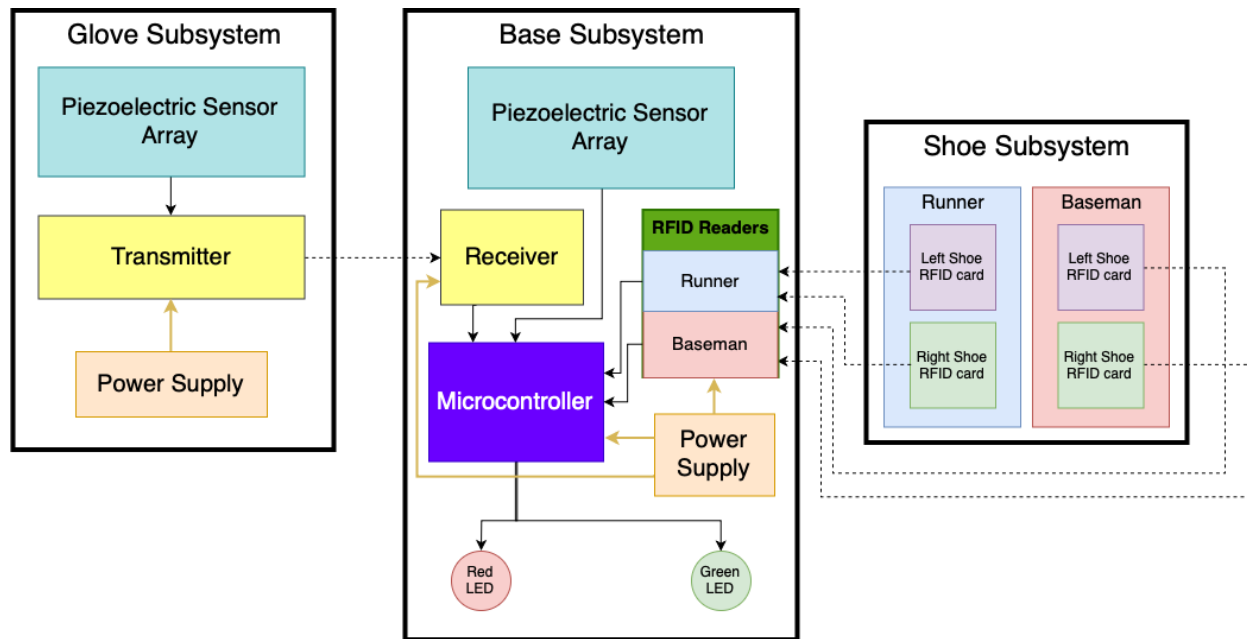 Glove Subsystem
Piezoelectric Sensor
Array
Transmitter
Power Supply
Base Subsystem
Piezoelectric Sensor
Array
Receiver
RFID Readers
Runner
Baseman
Microcontroller
Power
Supply
Red
LED
Green
LED
Shoe Subsystem
Runner
Left Shoe
RFID card
Right Shoe
RFID card
Baseman
Left Shoe
RFID card
Right Shoe
RFID card